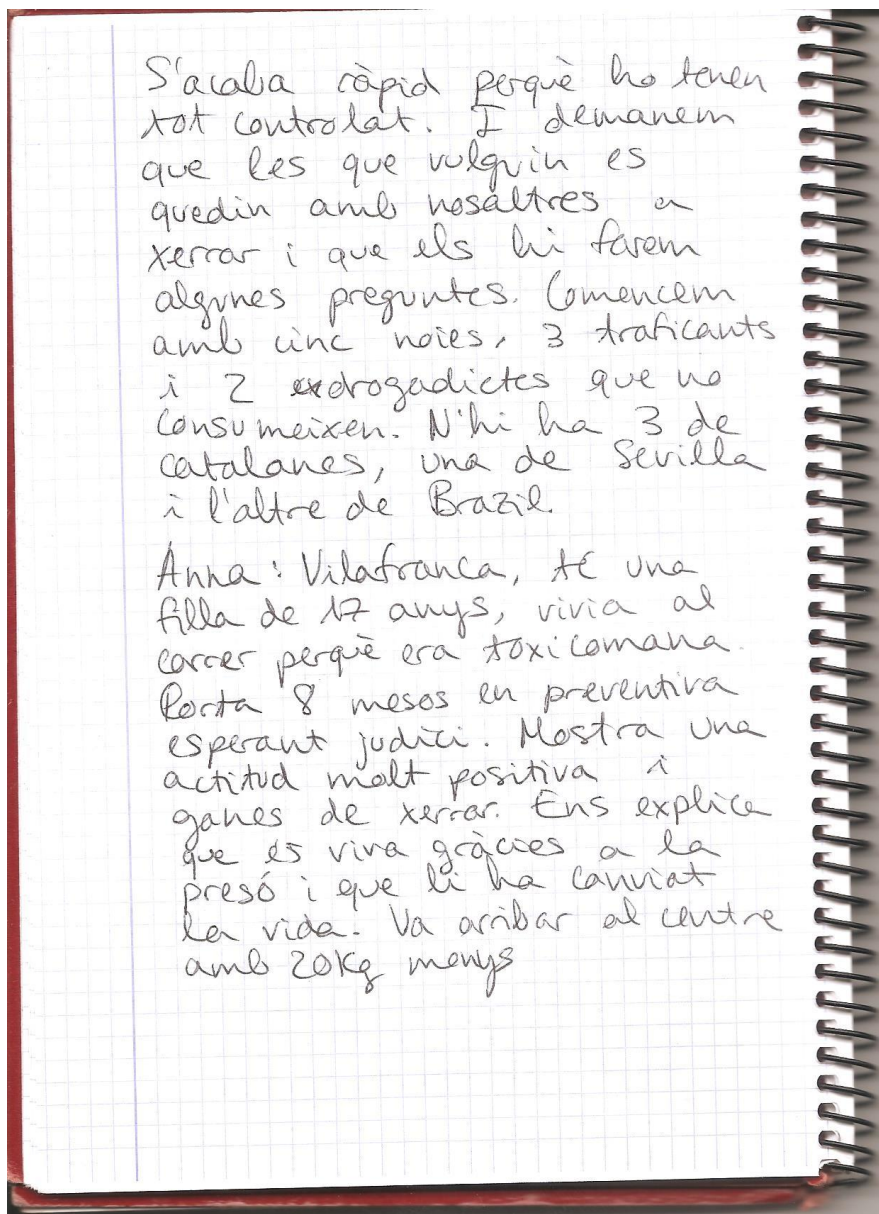 S'acaba ràpid perquè ho tenen
tot controlat. I demanem
que les que vulguin es
quedin amb nosaltres a
xerrar i que els hi farem
algunes preguntes. Comencem
amb cinc noies, 3 traficants
i 2 exdrogadictes que no
consumeixen. N'hi ha 3 de
catalanes, una de Sevilla
i l'altre de Brazil.
Anna: Vilafranca, té una
filla de 17 anys, vivia al
carrer perquè era toxicomana.
Porta 8 mesos en preventiva
esperant judici. Mostra una
actitud molt positiva i
ganes de xerrar. Ens explica
que és viva gràcies a la
presó i que li ha canviat
la vida. Va arribar al centre
amb 20Kg menys